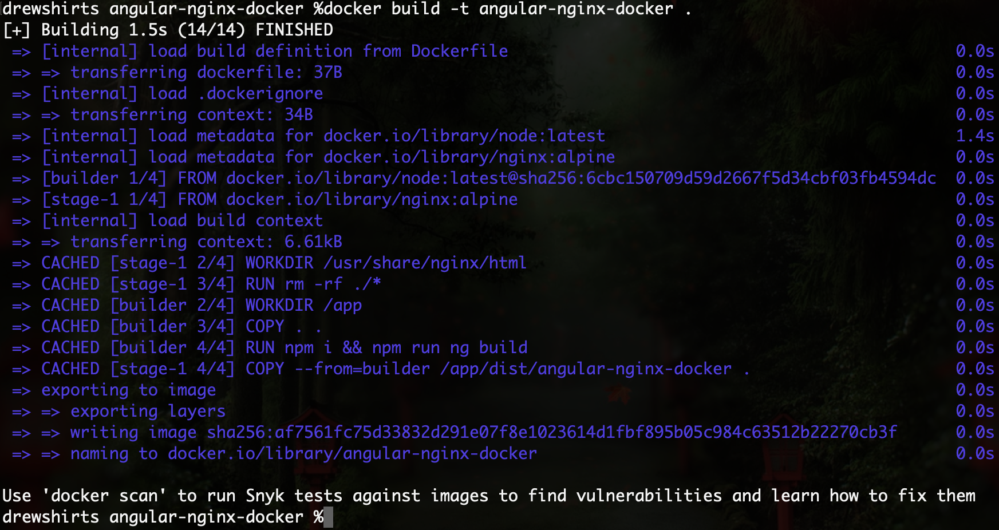 drewshirts angular-nginx-docker %docker build -t angular-nginx-docker .
[+] Building 1.5s (14/14) FINISHED
=> [internal] load build definition from Dockerfile 0.0s
=> => transferring dockerfile: 37B 0.0s
=> [internal] load .dockerignore 0.0s
=> => transferring context: 34B 0.0s
=> [internal] load metadata for docker.io/library/node:latest 1.4s
=> [internal] load metadata for docker.io/library/nginx:alpine 0.0s
=> [builder 1/4] FROM docker.io/library/node:latest@sha256:6cbc150709d59d2667f5d34cbf03fb4594dc 0.0s
=> [stage-1 1/4] FROM docker.io/library/nginx:alpine 0.0s
=> [internal] load build context 0.0s
=> => transferring context: 6.61kB 0.0s
=> CACHED [stage-1 2/4] WORKDIR /usr/share/nginx/html 0.0s
=> CACHED [stage-1 3/4] RUN rm -rf ./* 0.0s
=> CACHED [builder 2/4] WORKDIR /app 0.0s
=> CACHED [builder 3/4] COPY . . 0.0s
=> CACHED [builder 4/4] RUN npm i && npm run ng build 0.0s
=> CACHED [stage-1 4/4] COPY --from=builder /app/dist/angular-nginx-docker . 0.0s
=> exporting to image 0.0s
=> => exporting layers 0.0s
=> => writing image sha256:af7561fc75d33832d291e07f8e1023614d1fbf895b05c984c63512b22270cb3f 0.0s
=> => naming to docker.io/library/angular-nginx-docker 0.0s
Use 'docker scan' to run Snyk tests against images to find vulnerabilities and learn how to fix them
drewshirts angular-nginx-docker %